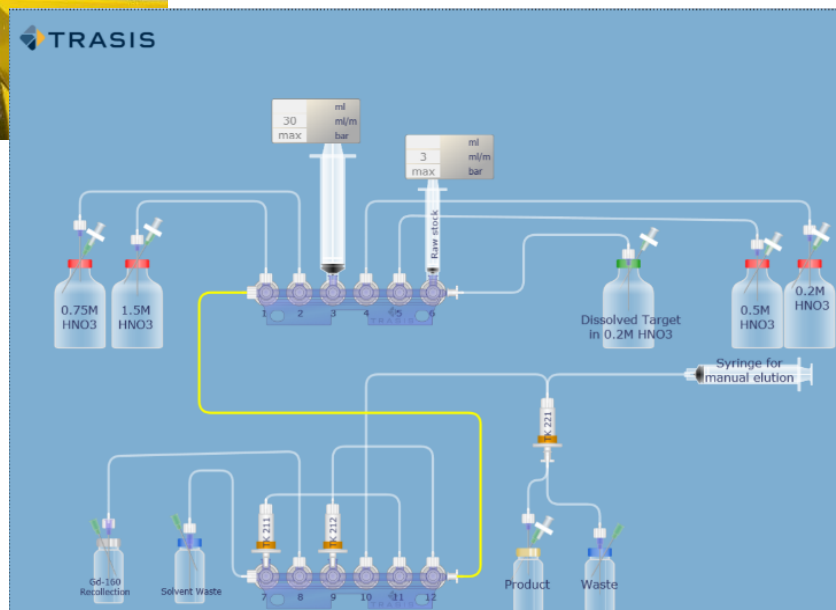 TRASIS
ml
30 ml/m
max bar
ml
3 ml/m
max bar
Raw stock
0.75M
HNO3
1.5M
HNO3
1 2 3 4 5 6
TRASIS
Dissolved Target
in 0.2M HNO3
0.5M
HNO3
0.2M
HNO3
Syringe for
manual elution
TK 221
TK 211
TK 212
Gd-160
Recollection
Solvent Waste
7 8 9 10 11 12
TRASIS
Product
Waste